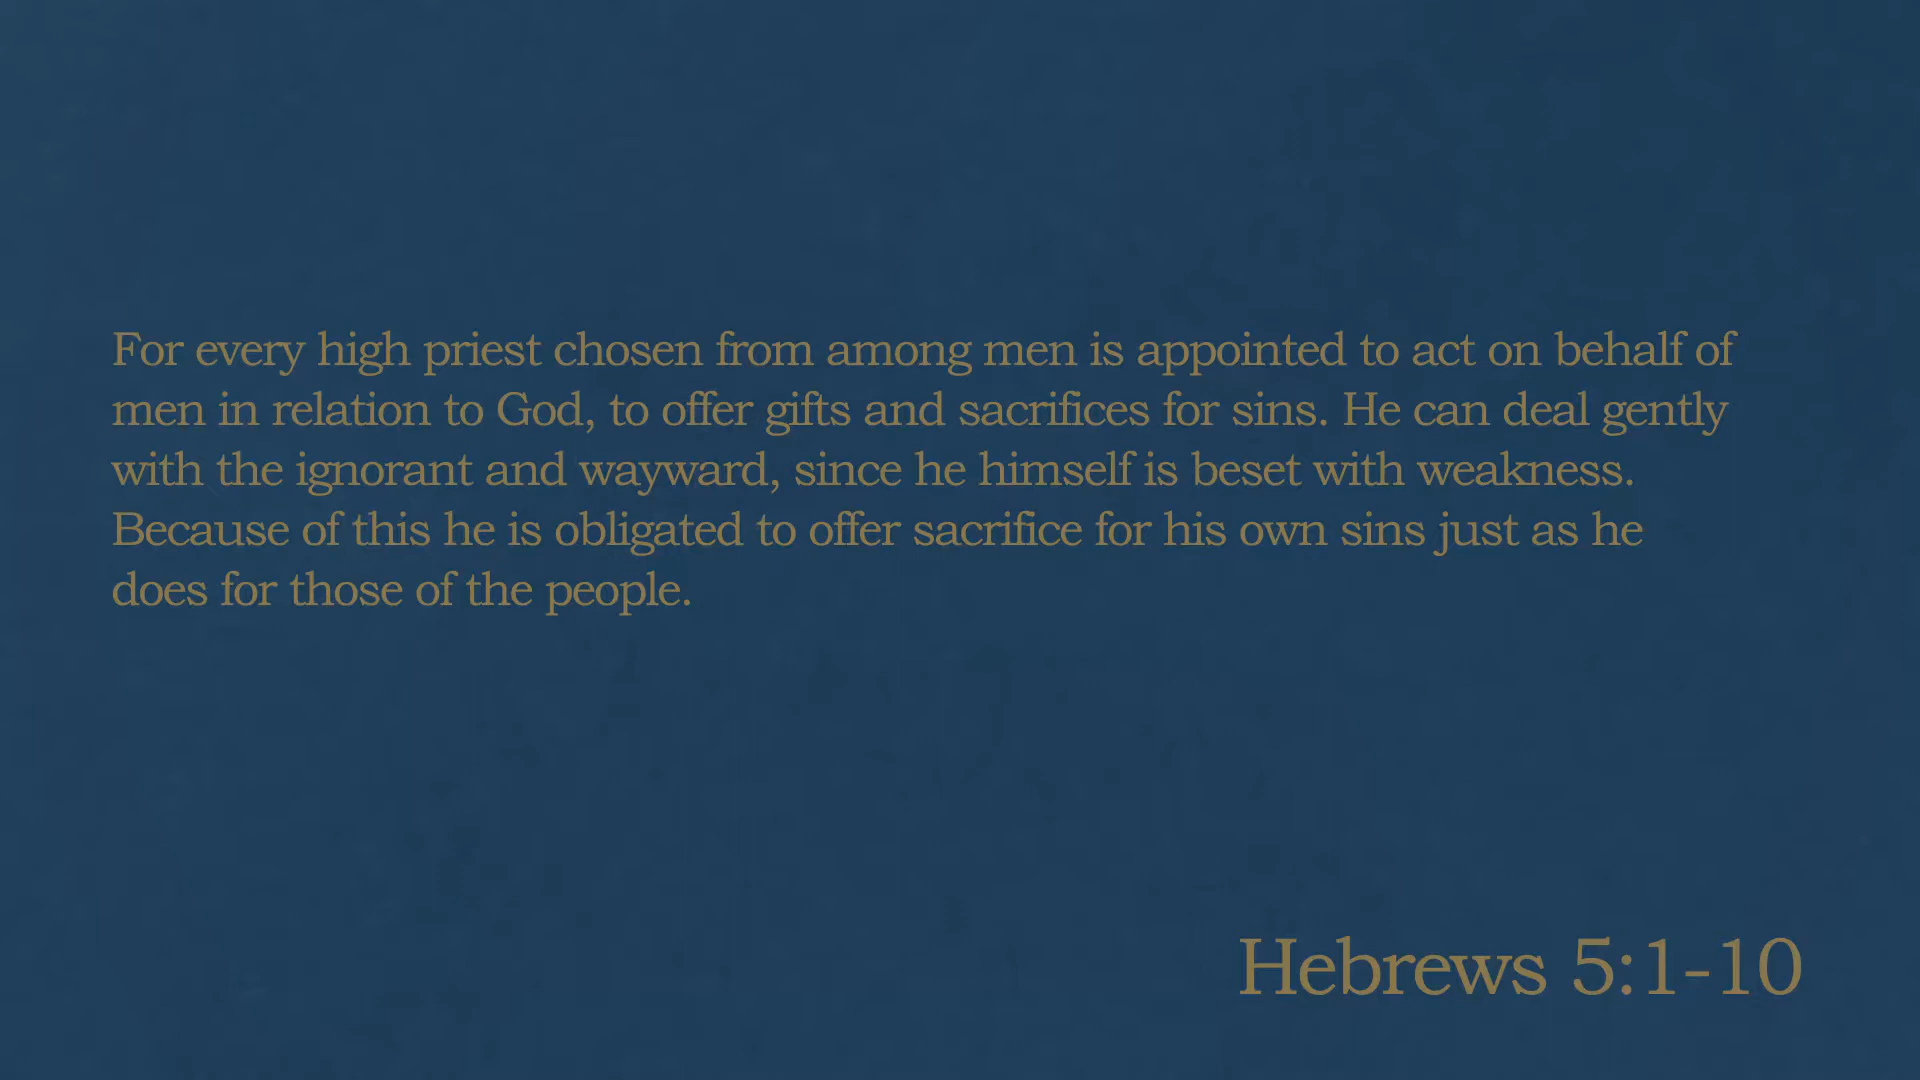 For every high priest chosen from among men is appointed to act on behalf of
men in relation to God, to offer gifts and sacrifices for sins. He can deal gently
with the ignorant and wayward, since he himself is beset with weakness.
Because of this he is obligated to offer sacrifice for his own sins just as he
does for those of the people.
Hebrews 5:1-10